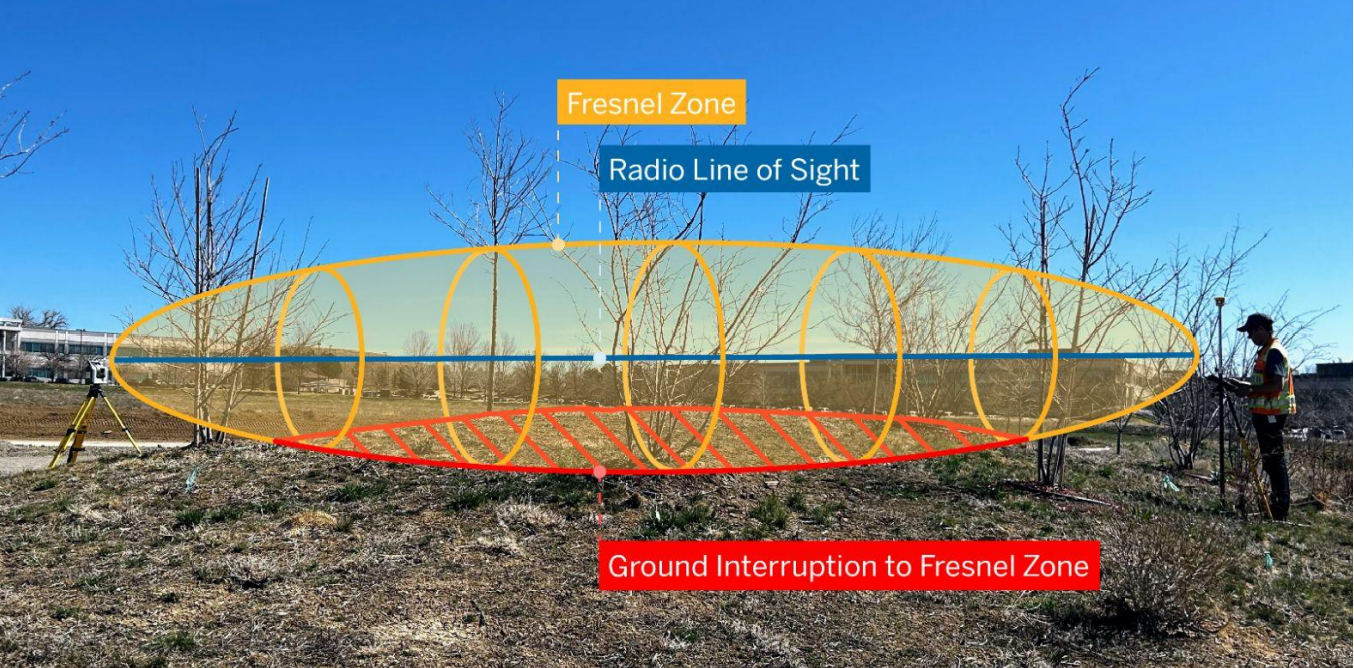 Fresnel Zone
Radio Line of Sight
Ground Interruption to Fresnel Zone